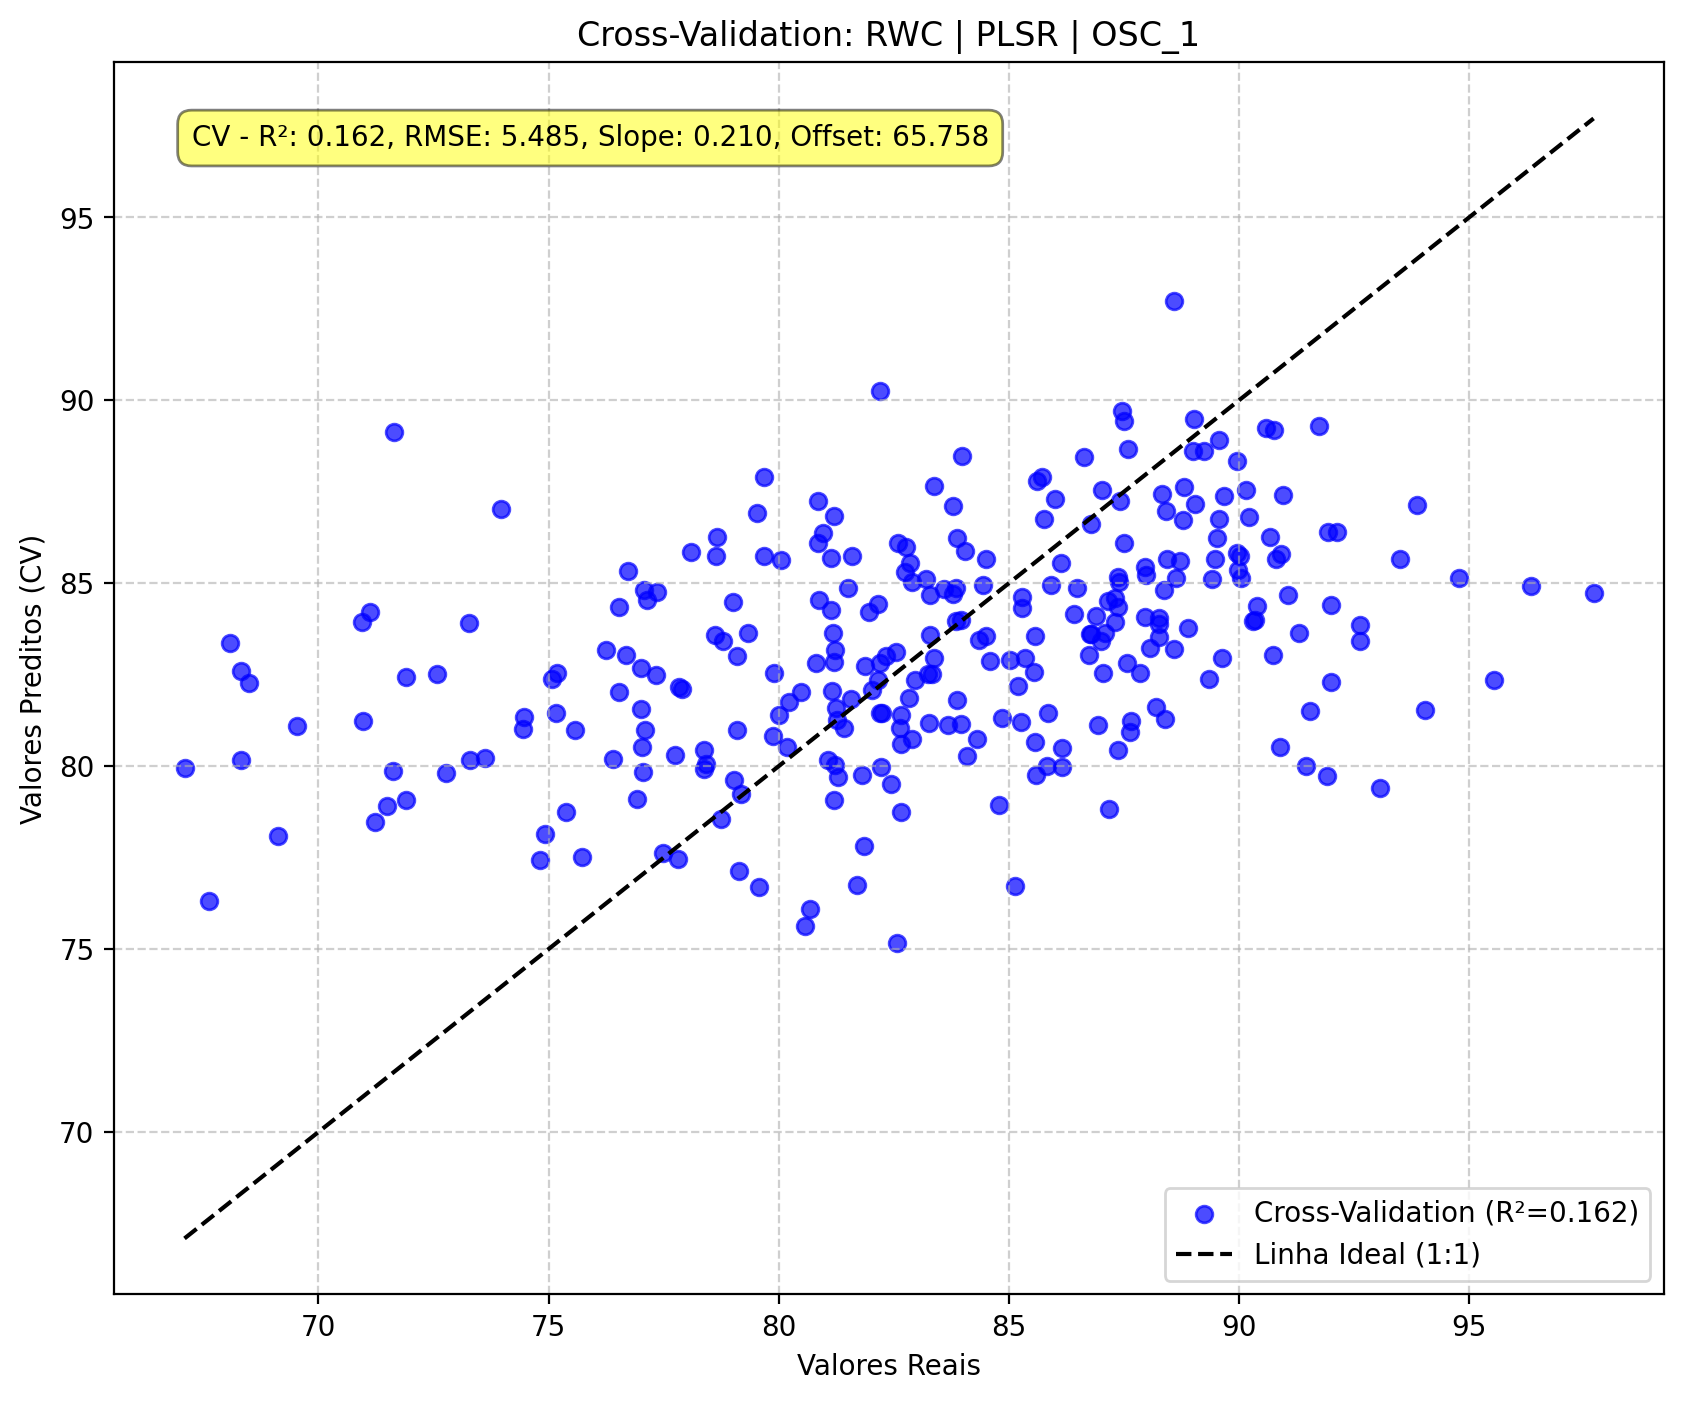 Cross-Validation: RWC | PLSR | OSC_1
CV - R²: 0.162, RMSE: 5.485, Slope: 0.210, Offset: 65.758
Valores Preditos (CV)
95
90
85
80
75
70
Cross-Validation (R²=0.162)
Linha Ideal (1:1)
70 75 80 85 90 95
Valores Reais